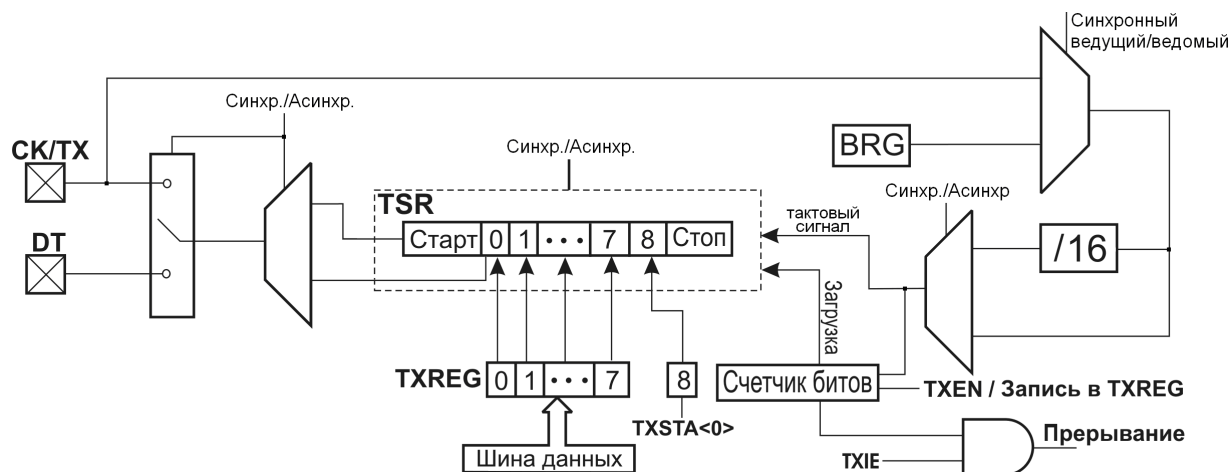 Синхронный
ведущий/ведомый
Синхр./Асинхр.
CK/TX
BRG
Синхр./Асинхр.
Синхр./Асинхр
TSR
тактовый
сигнал
Старт 0 1 ••• 7 8 Стоп
DT
/16
Загрузка
TXREG 0 1 ••• 7
8
Счетчик битов
TXEN / Запись в TXREG
TXSTA<0>
Прерывание
Шина данных
TXIE